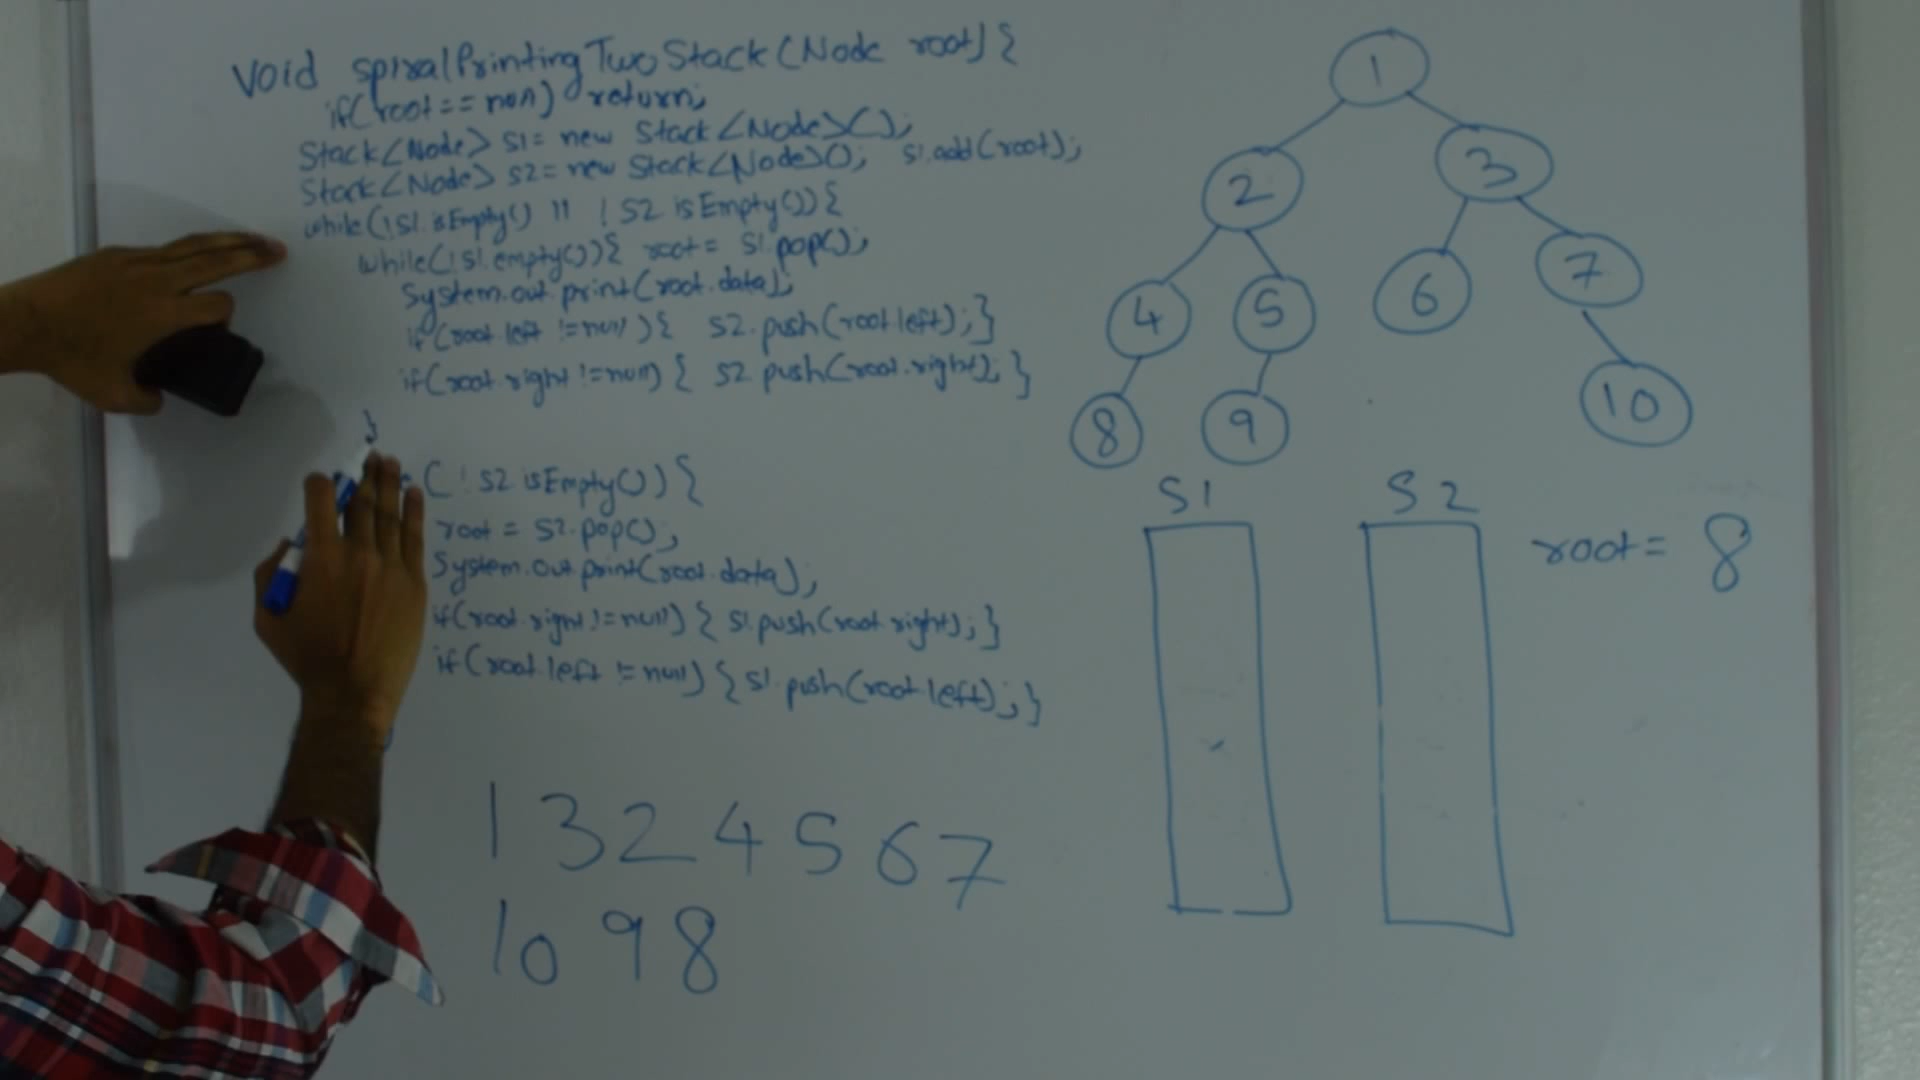 Void spiralPrintingTwoStack(Node root){
if(root == null) return;
Stack<Node> s1 = new Stack<Node>();
Stack<Node> s2 = new Stack<Node>(); s1.add(root);
while(!s1.isEmpty() || !s2 isEmpty()){
while(!s1.empty()){ root = s1.pop();
System.out.print(root.data);
if(root.left != null){ s2.push(root.left);}
if(root.right != null){ s2 push(root.right);}
}
( ! s2 isEmpty()){
root = s2.pop();
System.out.print(root.data);
if(root.right != null){ s1.push(root.right);}
if(root.left != null){ s1.push(root.left);}
1 3 2 4 5 6 7
10 9 8
1
2 3
4 5 6 7
8 9 10
S1 S2
root = 8